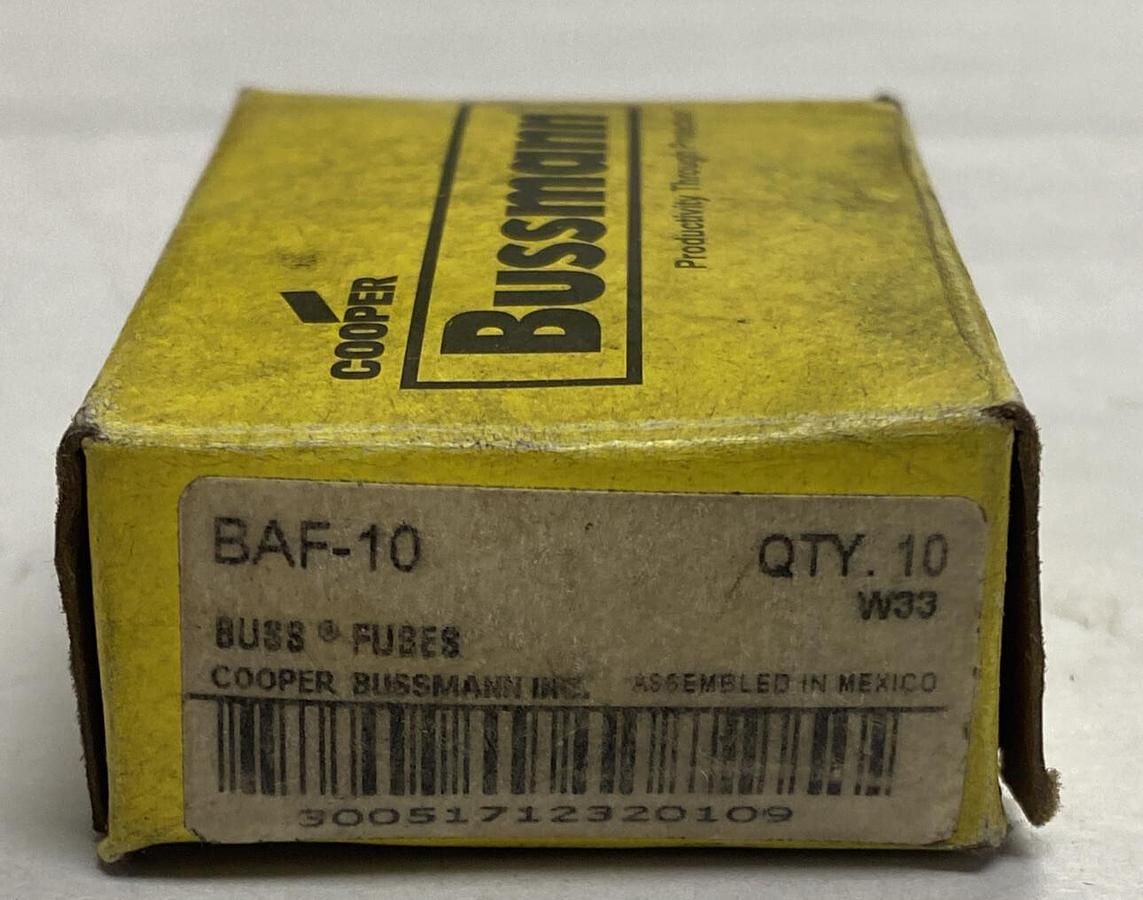 COOPER
Bussmann
Productivity Through Protection
BAF-10
QTY. 10
W33
BUSS ® FUSES
COOPER BUSSMANN INC. ASSEMBLED IN MEXICO
30051712320109